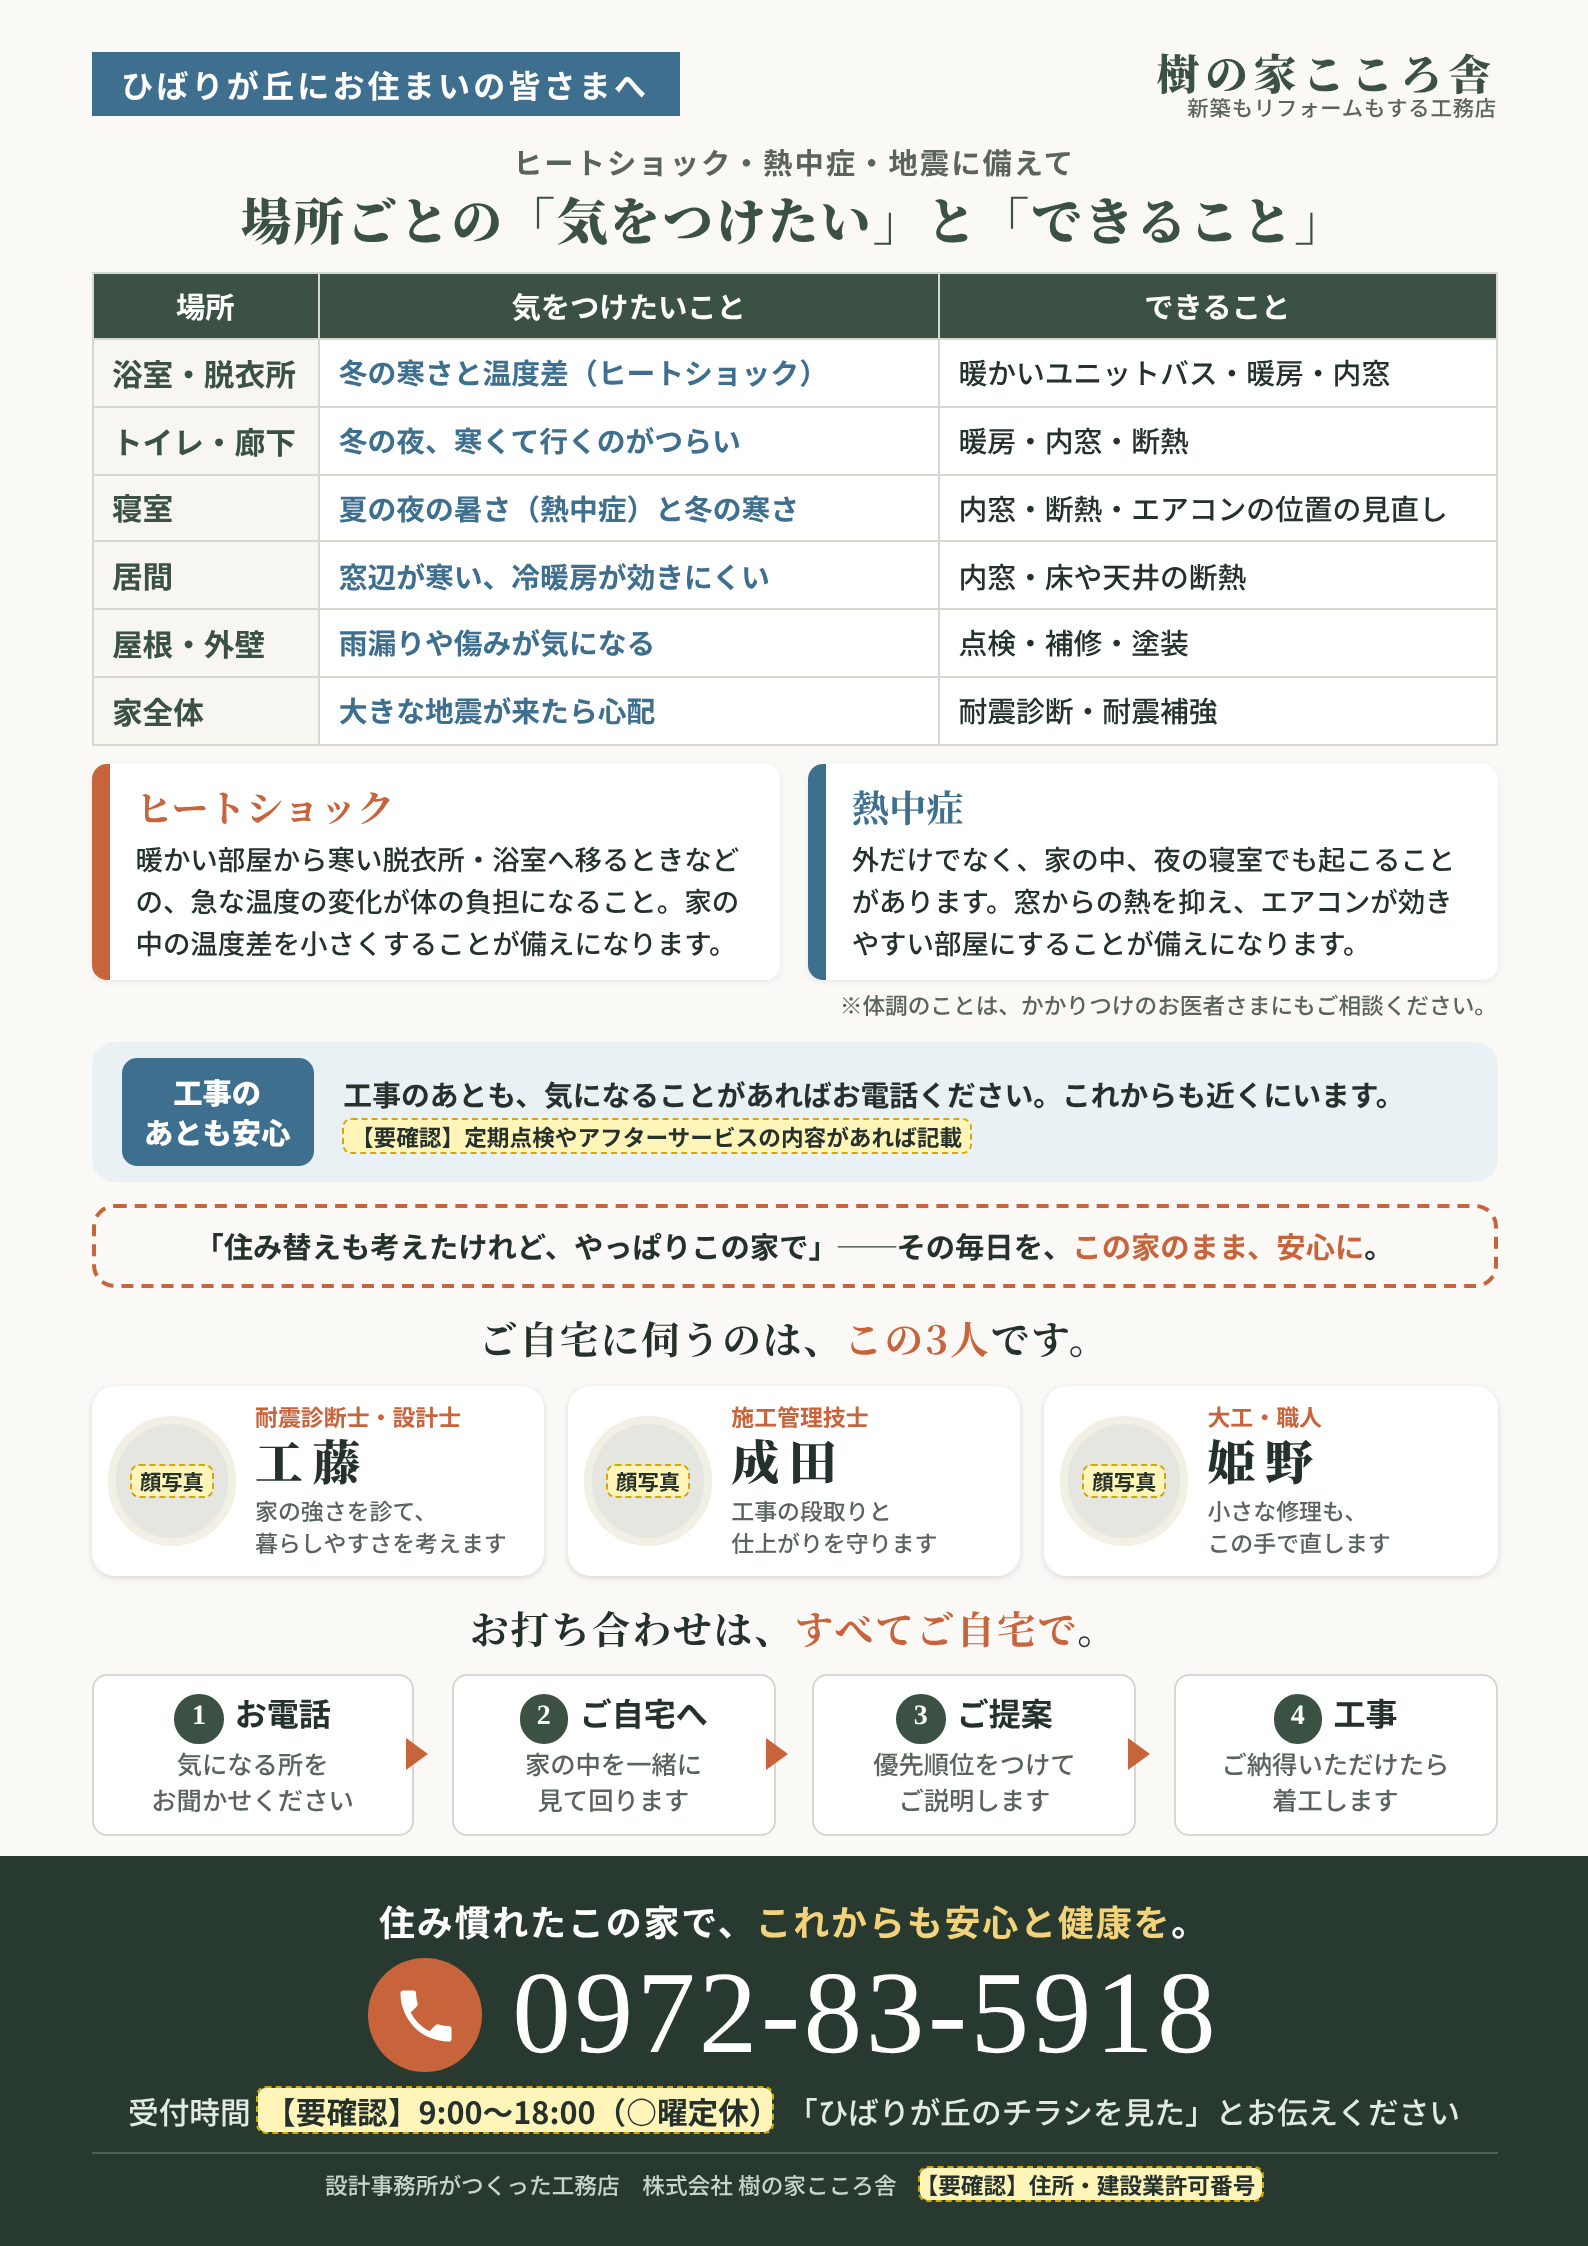 ひばりが丘にお住まいの皆さまへ
樹の家こころ舎
新築もリフォームもする工務店
ヒートショック・熱中症・地震に備えて
場所ごとの「気をつけたい」と「できること」
場所 気をつけたいこと できること
浴室・脱衣所 冬の寒さと温度差（ヒートショック） 暖かいユニットバス・暖房・内窓
トイレ・廊下 冬の夜、寒くて行くのがつらい 暖房・内窓・断熱
寝室 夏の夜の暑さ（熱中症）と冬の寒さ 内窓・断熱・エアコンの位置の見直し
居間 窓辺が寒い、冷暖房が効きにくい 内窓・床や天井の断熱
屋根・外壁 雨漏りや傷みが気になる 点検・補修・塗装
家全体 大きな地震が来たら心配 耐震診断・耐震補強
ヒートショック
暖かい部屋から寒い脱衣所・浴室へ移るときなど
の、急な温度の変化が体の負担になること。家の
中の温度差を小さくすることが備えになります。
熱中症
外だけでなく、家の中、夜の寝室でも起こること
があります。窓からの熱を抑え、エアコンが効き
やすい部屋にすることが備えになります。
※体調のことは、かかりつけのお医者さまにもご相談ください。
工事の
あとも安心
工事のあとも、気になることがあればお電話ください。これからも近くにいます。
【要確認】定期点検やアフターサービスの内容があれば記載
「住み替えも考えたけれど、やっぱりこの家で」――その毎日を、この家のまま、安心に。
ご自宅に伺うのは、この3人です。
顔写真
耐震診断士・設計士
工藤
家の強さを診て、
暮らしやすさを考えます
顔写真
施工管理技士
成田
工事の段取りと
仕上がりを守ります
顔写真
大工・職人
姫野
小さな修理も、
この手で直します
お打ち合わせは、すべてご自宅で。
1 お電話
気になる所を
お聞かせください
2 ご自宅へ
家の中を一緒に
見て回ります
3 ご提案
優先順位をつけて
ご説明します
4 工事
ご納得いただけたら
着工します
住み慣れたこの家で、これからも安心と健康を。
0972-83-5918
受付時間【要確認】9:00〜18:00（〇曜定休） 「ひばりが丘のチラシを見た」とお伝えください
設計事務所がつくった工務店 株式会社 樹の家こころ舎 【要確認】住所・建設業許可番号